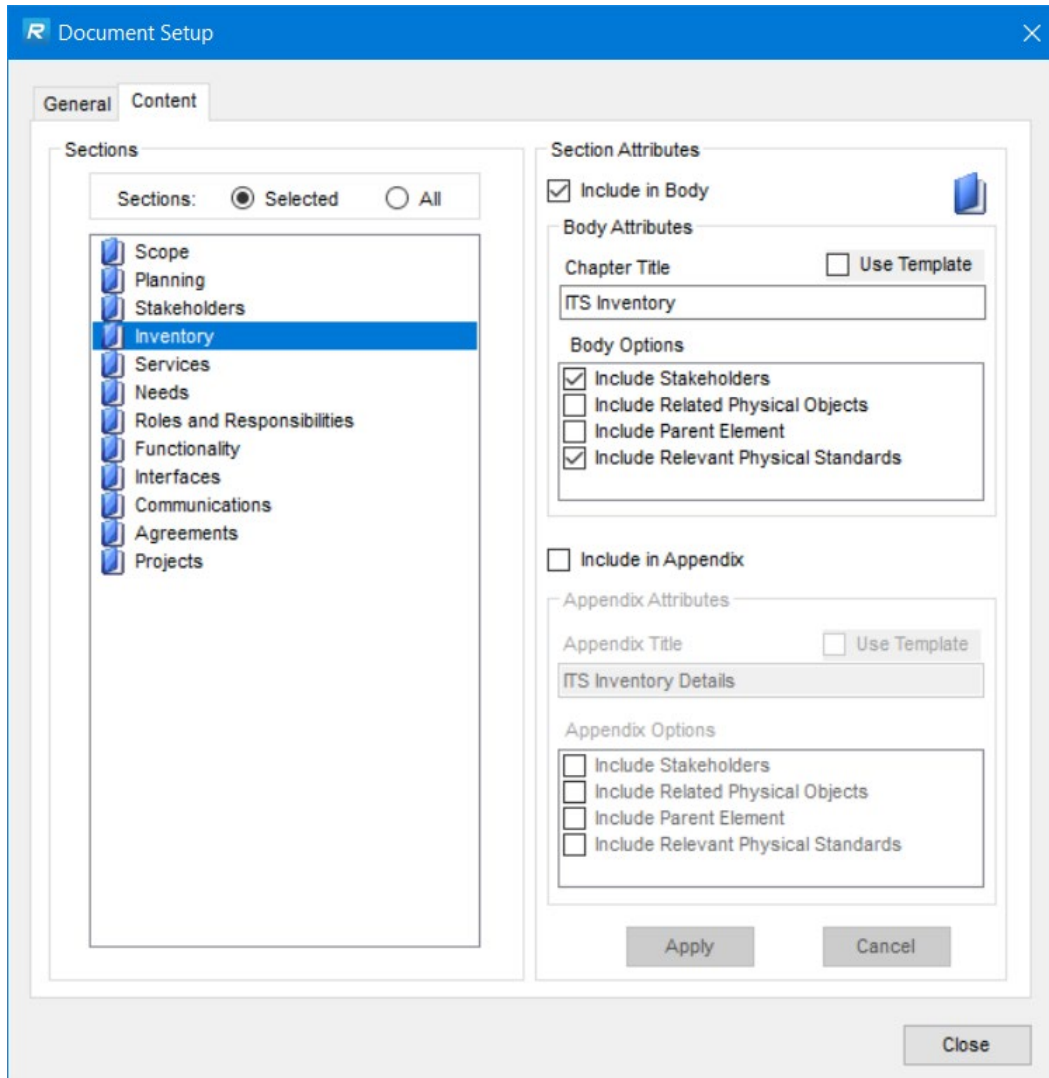 R Document Setup
General Content
Sections
Sections: Selected All
Scope
Planning
Stakeholders
Inventory
Services
Needs
Roles and Responsibilities
Functionality
Interfaces
Communications
Agreements
Projects
Section Attributes
Include in Body
Body Attributes
Chapter Title Use Template
ITS Inventory
Body Options
Include Stakeholders
Include Related Physical Objects
Include Parent Element
Include Relevant Physical Standards
Include in Appendix
Appendix Attributes
Appendix Title Use Template
ITS Inventory Details
Appendix Options
Include Stakeholders
Include Related Physical Objects
Include Parent Element
Include Relevant Physical Standards
Apply Cancel
Close